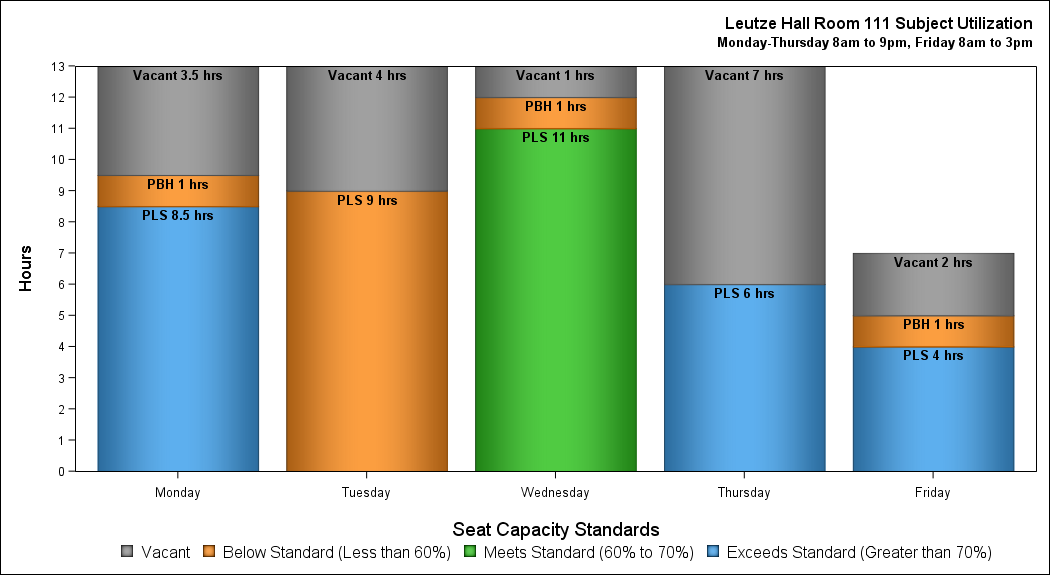 Leutze Hall Room 111 Subject Utilization
Monday-Thursday 8am to 9pm, Friday 8am to 3pm
Hours
13
12
11
10
9
8
7
6
5
4
3
2
1
0
Vacant 3.5 hrs
PBH 1 hrs
PLS 8.5 hrs
Vacant 4 hrs
PLS 9 hrs
Vacant 1 hrs
PBH 1 hrs
PLS 11 hrs
Vacant 7 hrs
PLS 6 hrs
Vacant 2 hrs
PBH 1 hrs
PLS 4 hrs
Monday Tuesday Wednesday Thursday Friday
Seat Capacity Standards
Vacant Below Standard (Less than 60%) Meets Standard (60% to 70%) Exceeds Standard (Greater than 70%)